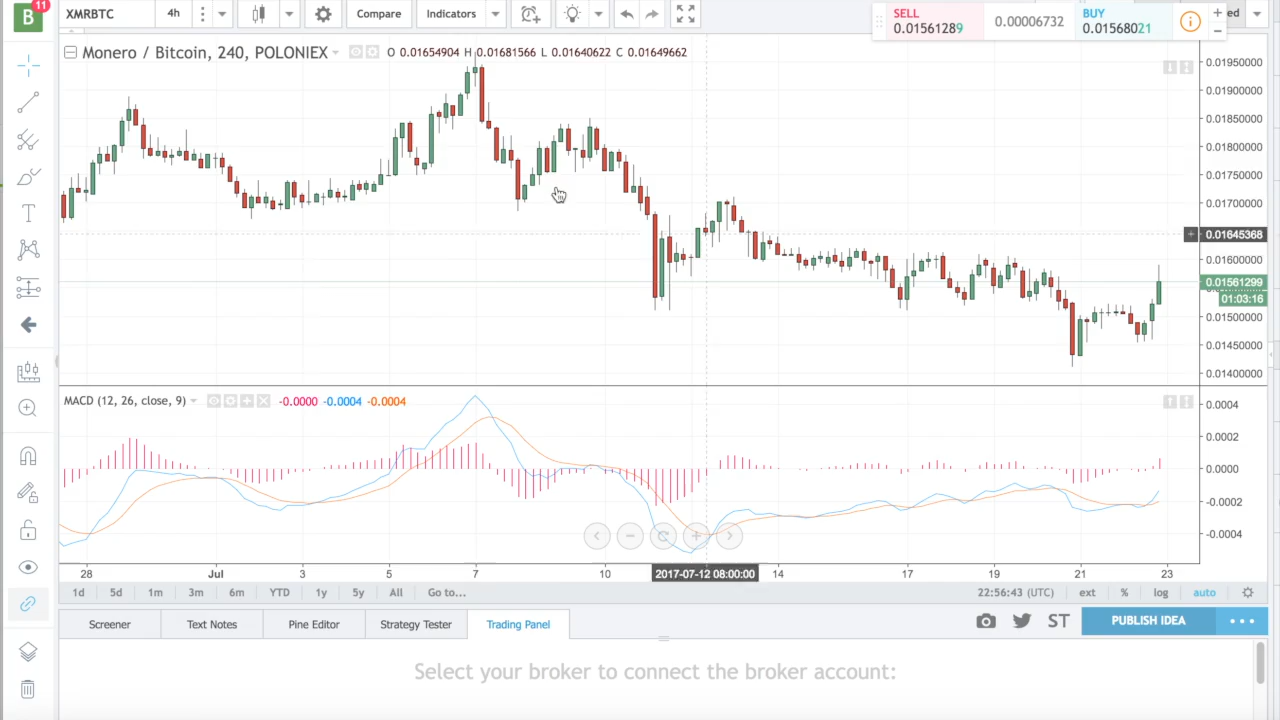 B
11
XMRBTC
4h
Compare
Indicators
SELL
0.01561289
0.00006732
BUY
0.01568021
ed
Monero / Bitcoin, 240, POLONIEX
O 0.01654904 H 0.01681566 L 0.01640622 C 0.01649662
0.01950000
0.01900000
0.01850000
0.01800000
0.01750000
0.01700000
0.01645368
0.01600000
0.01561299
01:03:16
0.01500000
0.01450000
0.01400000
MACD (12, 26, close, 9)
-0.0000 -0.0004 -0.0004
0.0004
0.0002
0.0000
-0.0002
-0.0004
28
Jul
3
5
7
10
2017-07-12 08:00:00
14
17
19
21
23
1d
5d
1m
3m
6m
YTD
1y
5y
All
Go to...
22:56:43 (UTC)
ext
%
log
auto
Screener
Text Notes
Pine Editor
Strategy Tester
Trading Panel
ST
PUBLISH IDEA
Select your broker to connect the broker account: